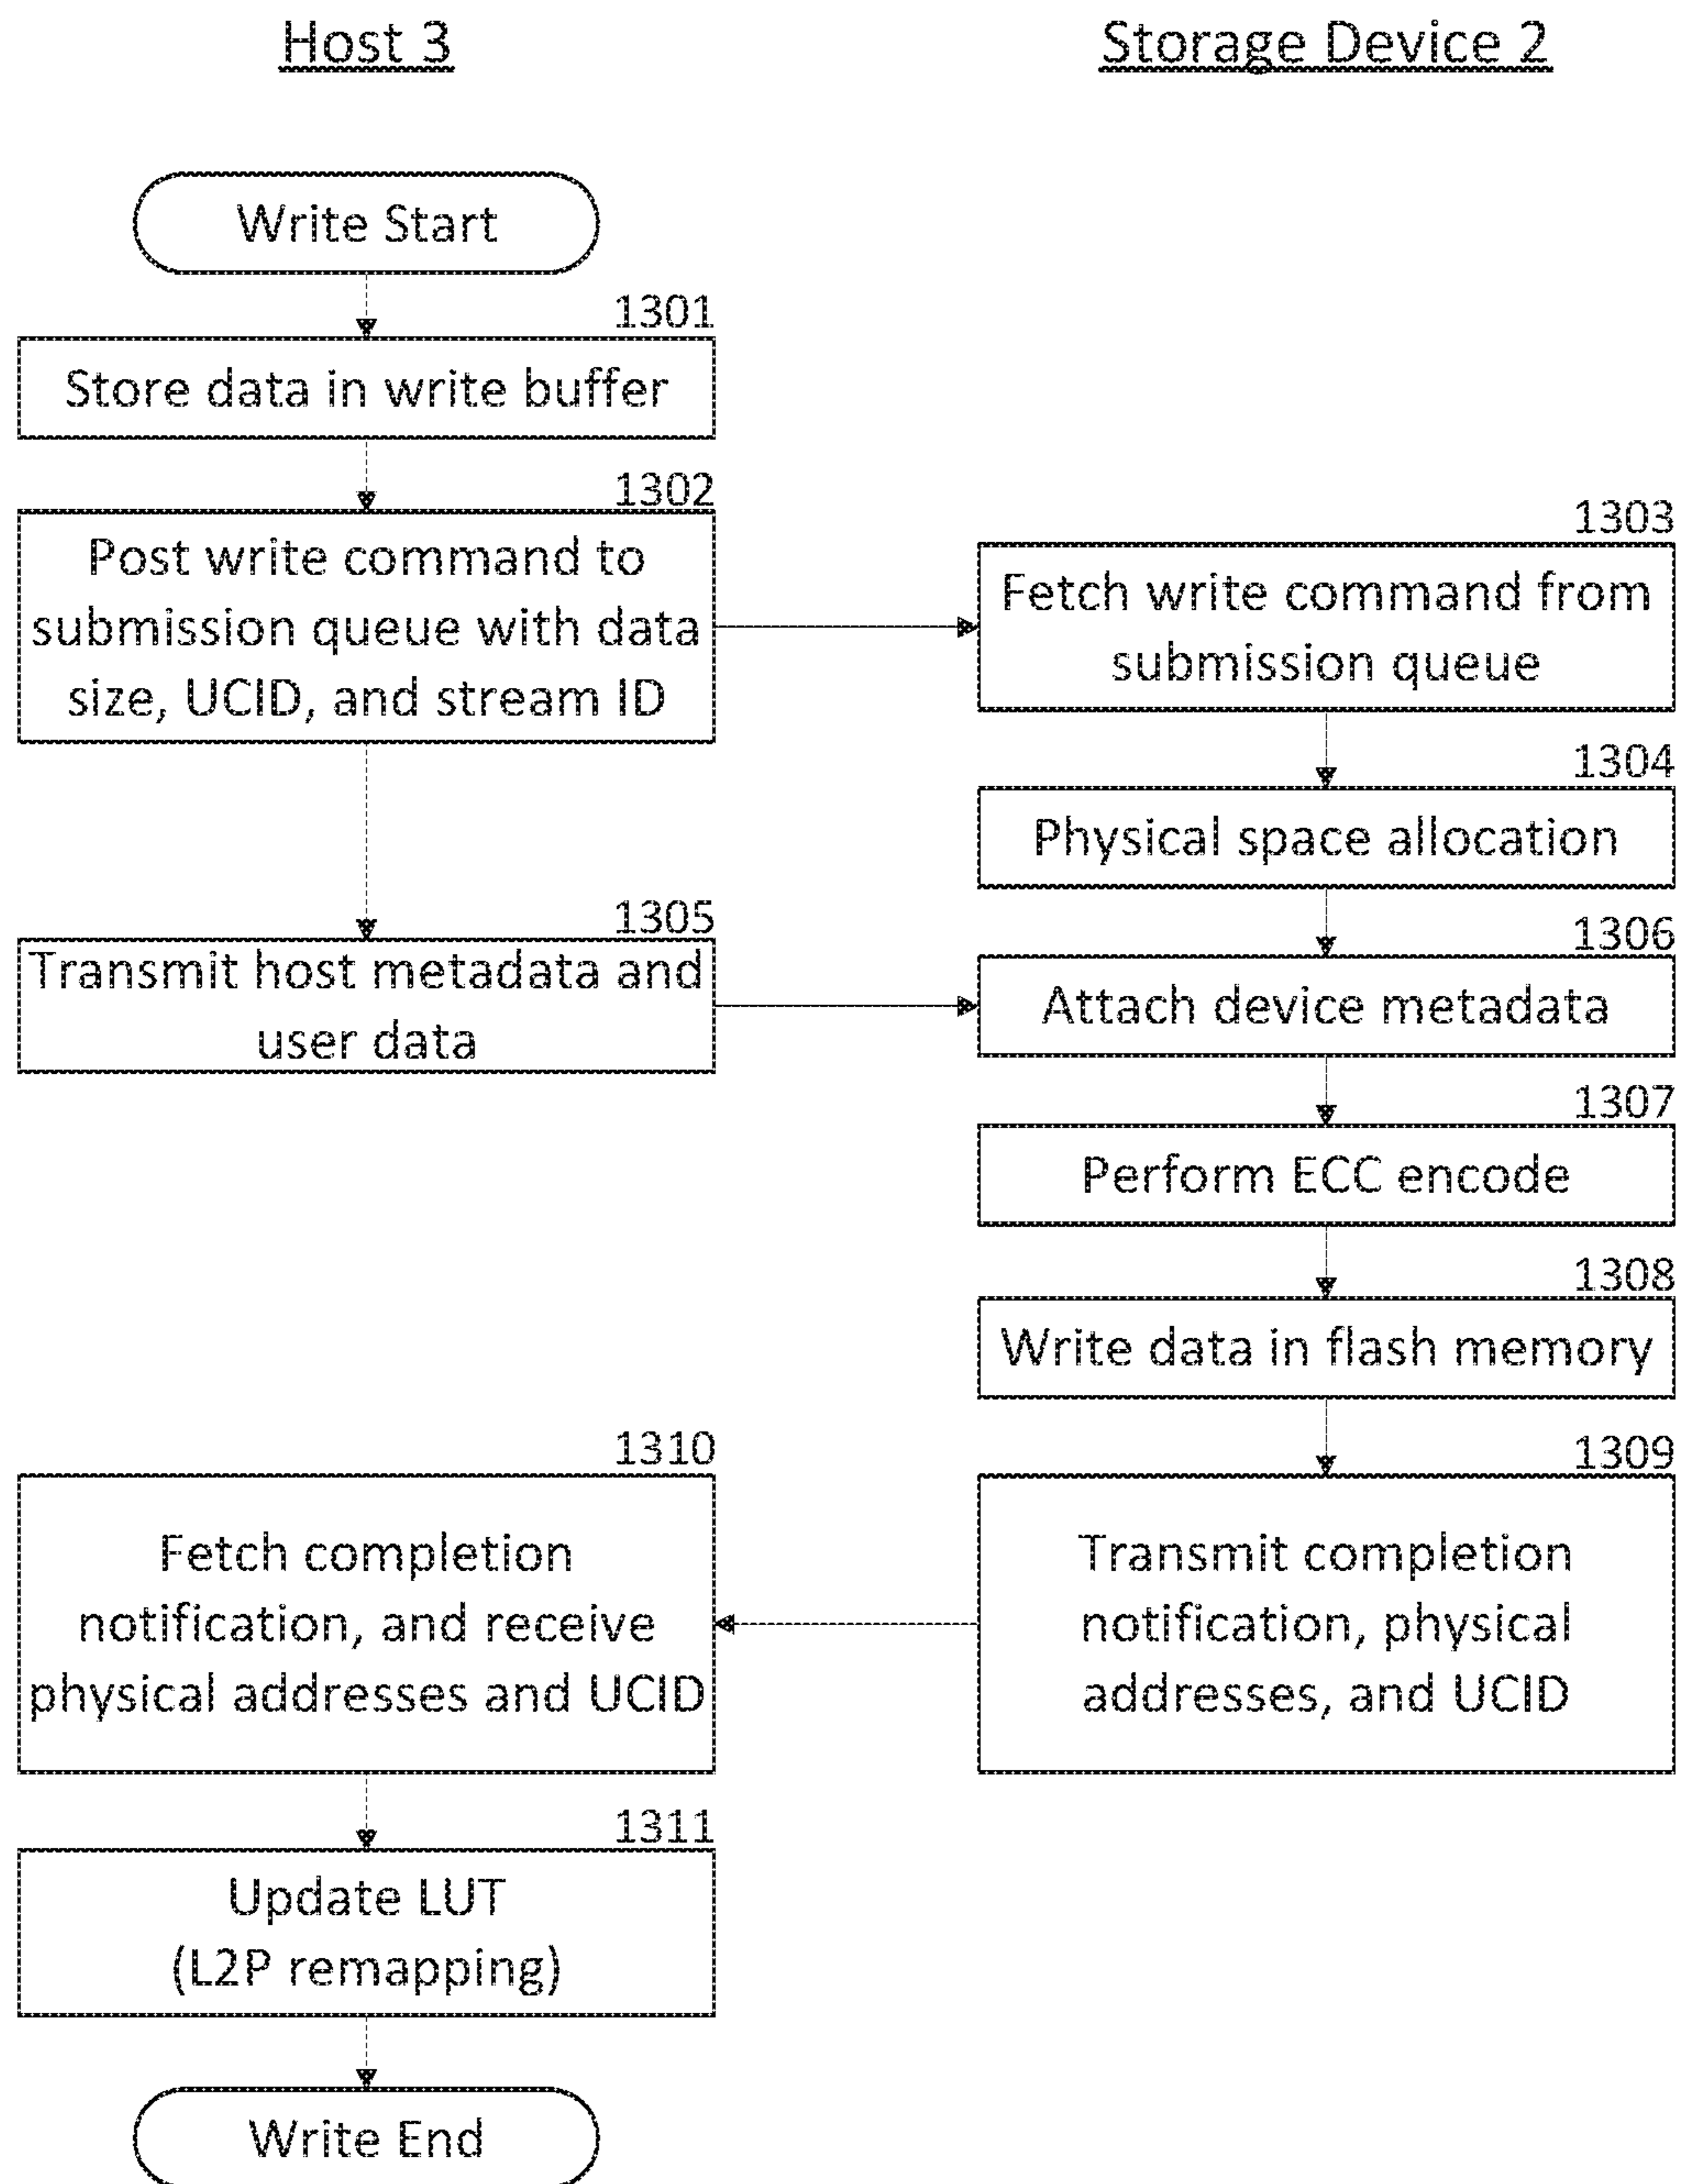 Host 3
Storage Device 2
Write Start
1301
Store data in write buffer
1302
Post write command to
submission queue with data
size, UCID, and stream ID
1303
Fetch write command from
submission queue
1304
Physical space allocation
1305
Transmit host metadata and
user data
1306
Attach device metadata
1307
Perform ECC encode
1308
Write data in flash memory
1309
Transmit completion
notification, physical
addresses, and UCID
1310
Fetch completion
notification, and receive
physical addresses and UCID
1311
Update LUT
(L2P remapping)
Write End